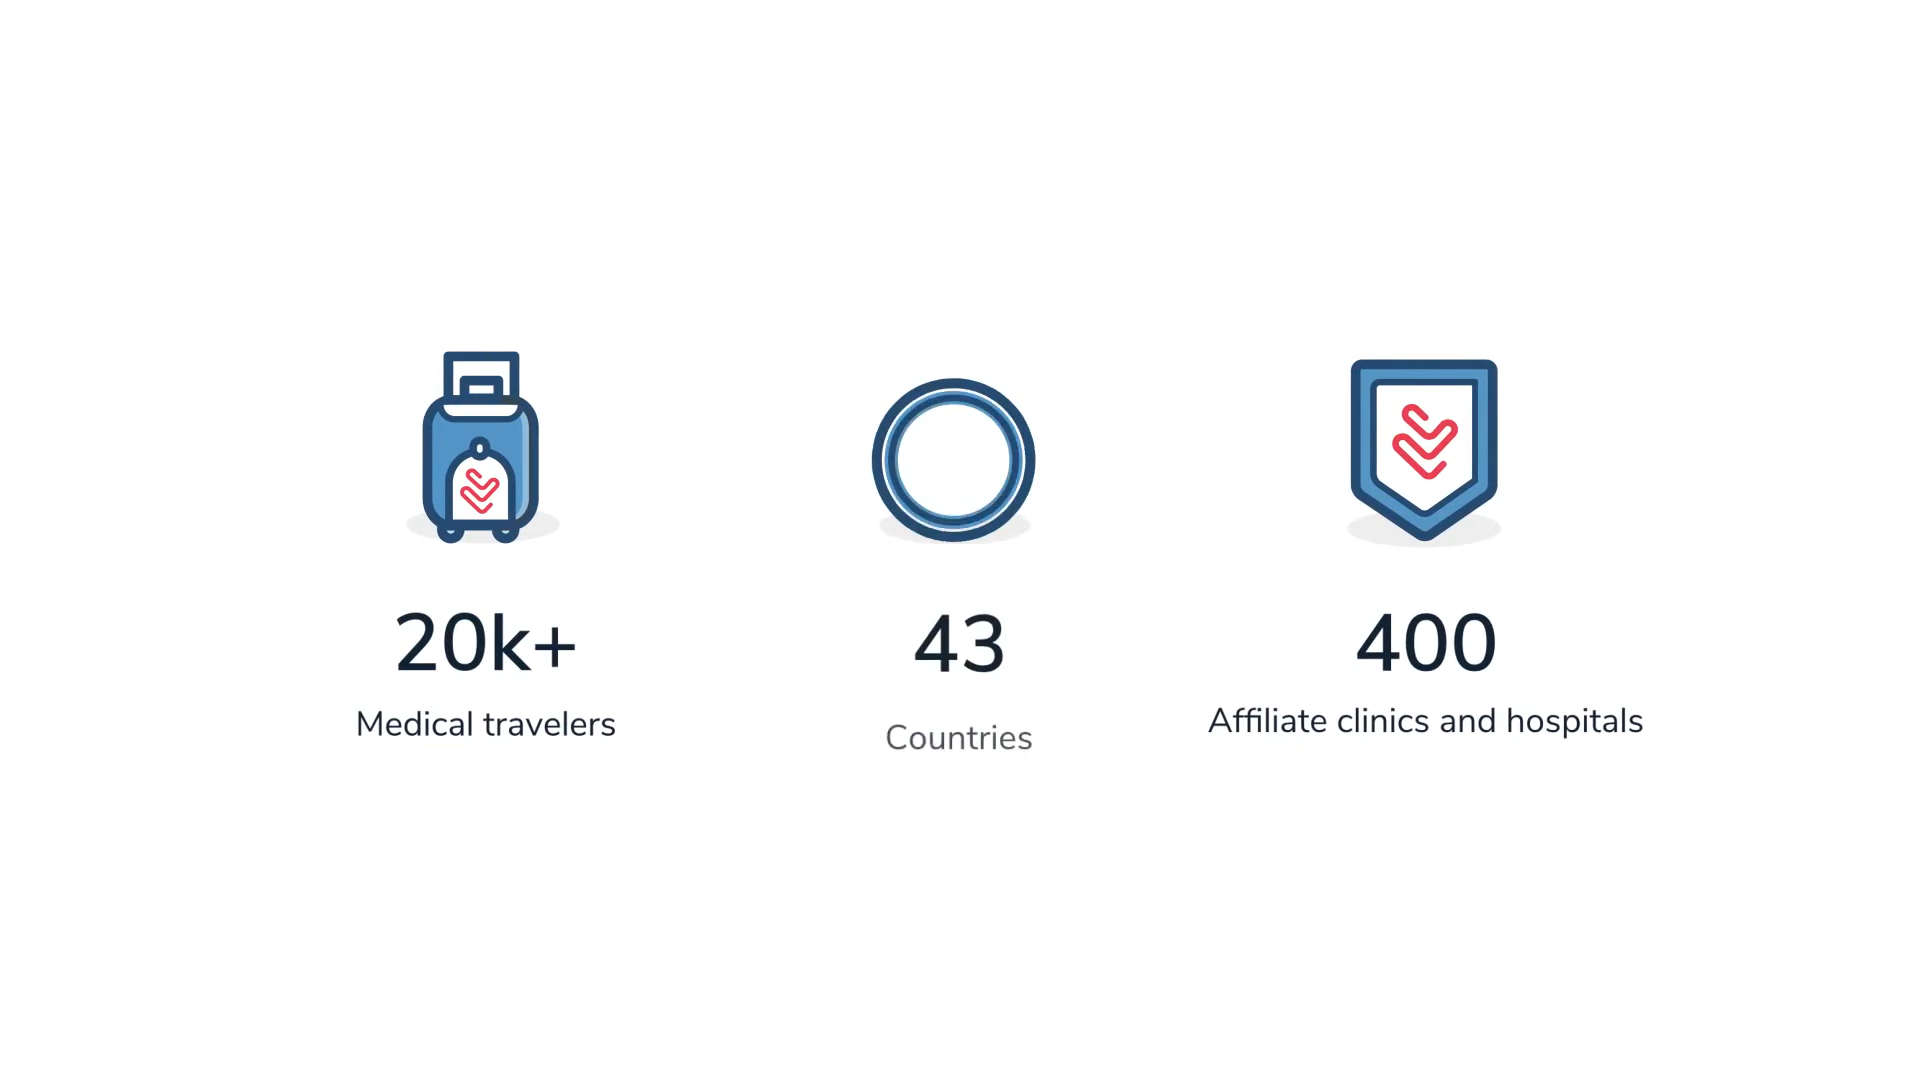 20k+
Medical travelers
43
Countries
400
Affiliate clinics and hospitals